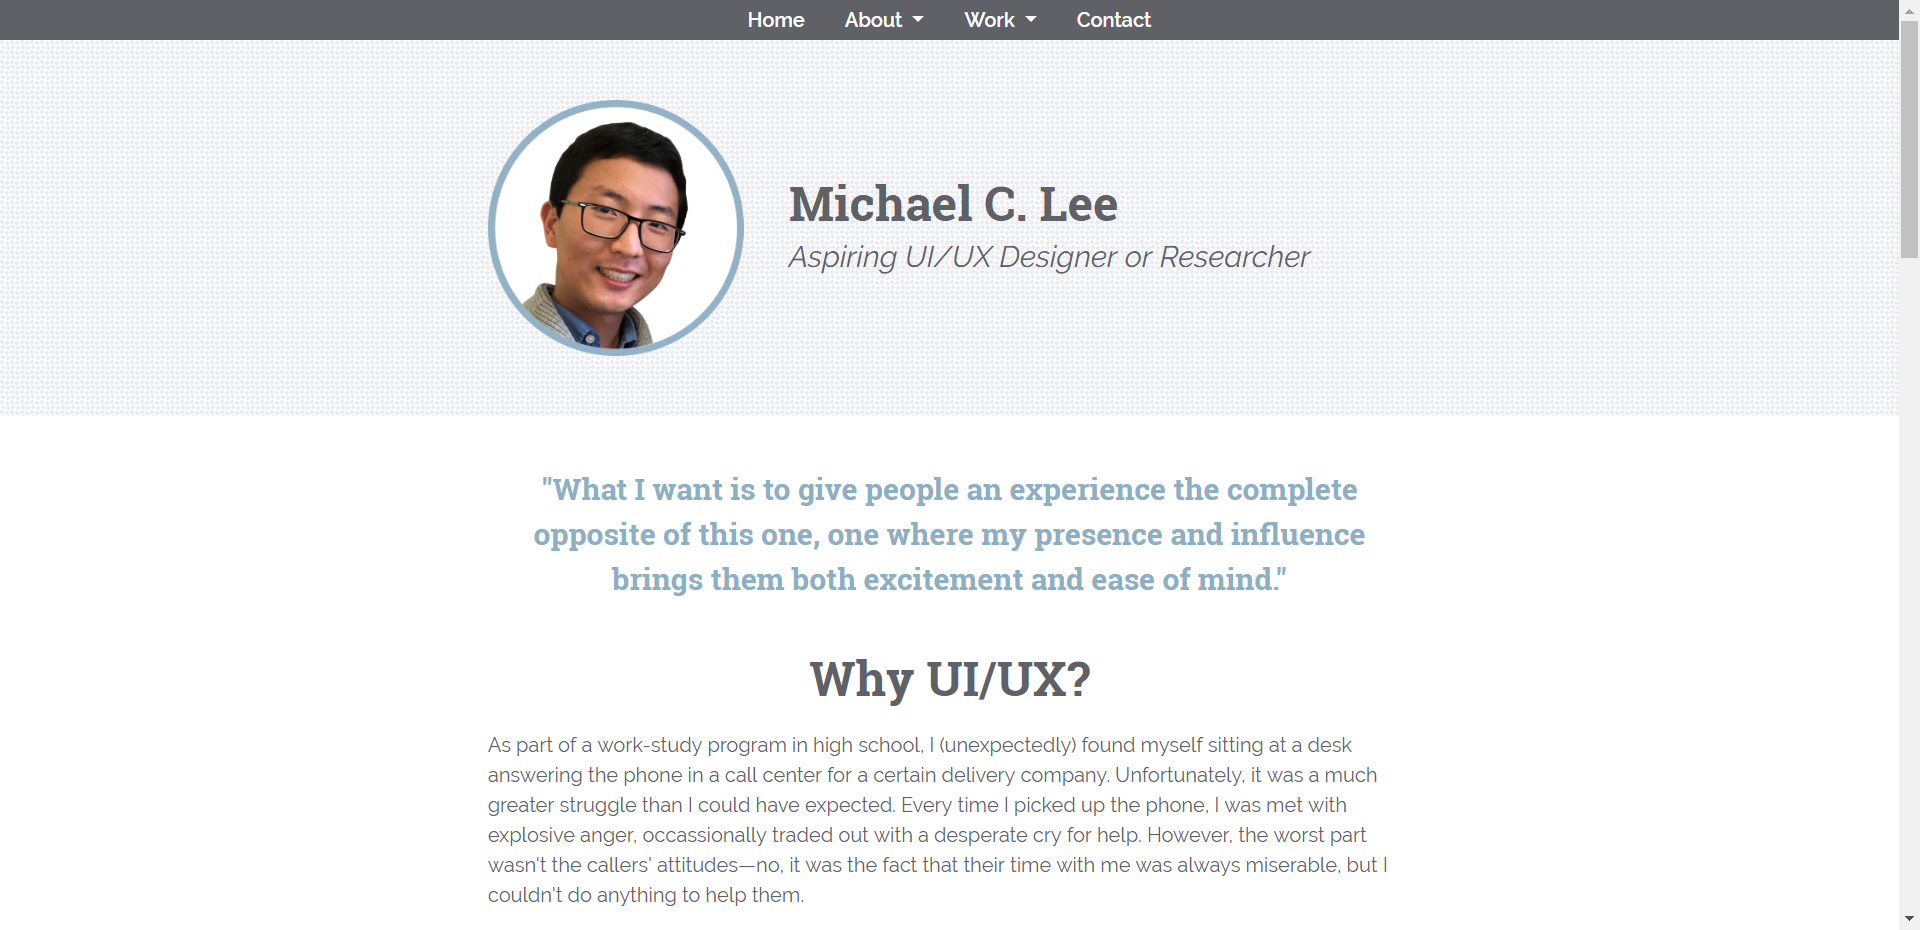 Home About Work Contact
Michael C. Lee
Aspiring UI/UX Designer or Researcher
"What I want is to give people an experience the complete
opposite of this one, one where my presence and influence
brings them both excitement and ease of mind."
Why UI/UX?
As part of a work-study program in high school, I (unexpectedly) found myself sitting at a desk
answering the phone in a call center for a certain delivery company. Unfortunately, it was a much
greater struggle than I could have expected. Every time I picked up the phone, I was met with
explosive anger, occassionally traded out with a desperate cry for help. However, the worst part
wasn't the callers' attitudes—no, it was the fact that their time with me was always miserable, but I
couldn't do anything to help them.